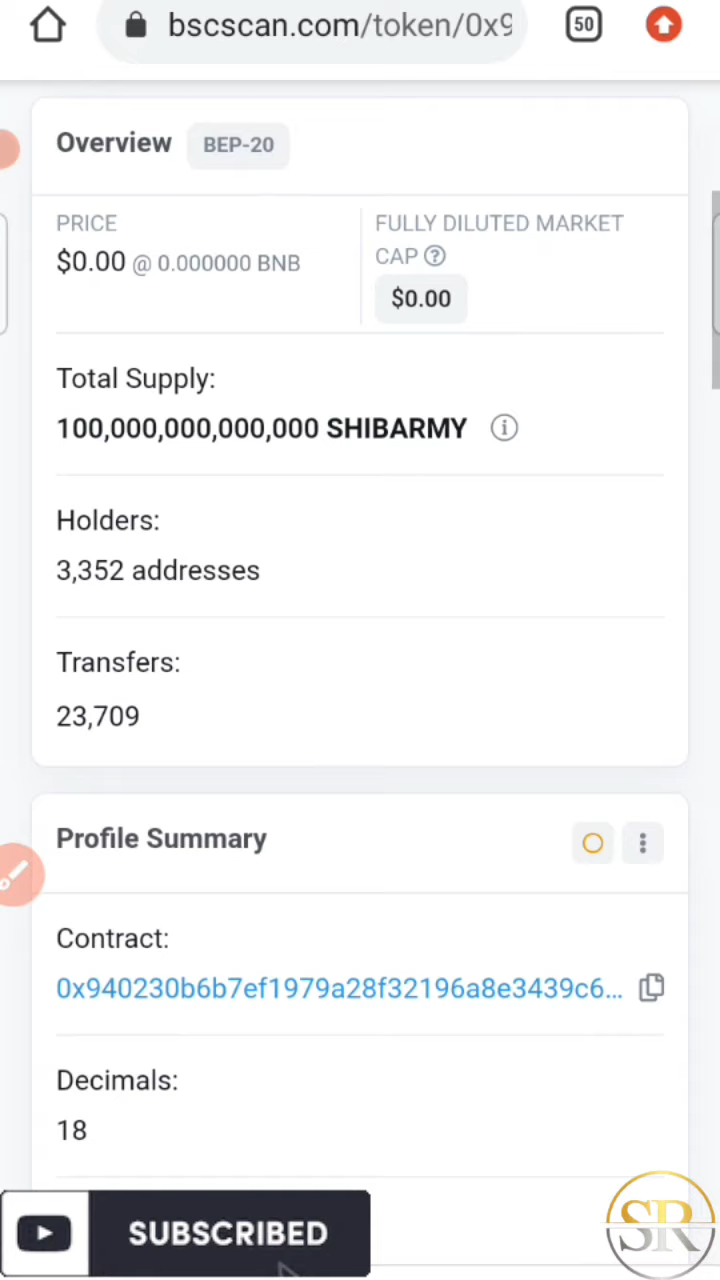 bscscan.com/token/0x9
50
Overview BEP-20
PRICE
$0.00 @ 0.000000 BNB
FULLY DILUTED MARKET
CAP ?
$0.00
Total Supply:
100,000,000,000,000 SHIBARMY
Holders:
3,352 addresses
Transfers:
23,709
Profile Summary
Contract:
0x940230b6b7ef1979a28f32196a8e3439c6...
Decimals:
18
SUBSCRIBED
SR